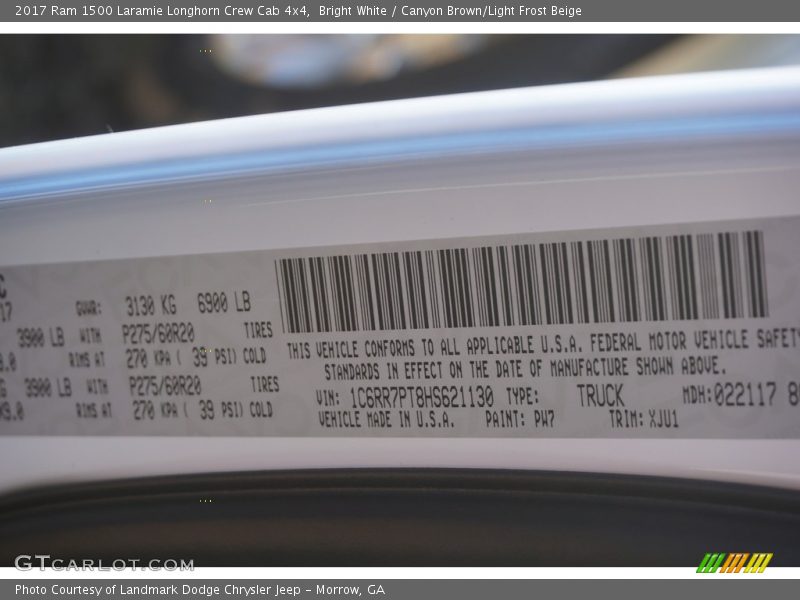 2017 Ram 1500 Laramie Longhorn Crew Cab 4x4,  Bright White / Canyon Brown/Light Frost Beige
C
17
GVWR: 3130 KG 6900 LB
3900 LB WITH P275/60R20 TIRES
RIMS AT 270 KPA ( 39 PSI) COLD
G 3900 LB WITH P275/60R20 TIRES
RIMS AT 270 KPA ( 39 PSI) COLD
THIS VEHICLE CONFORMS TO ALL APPLICABLE U.S.A. FEDERAL MOTOR VEHICLE SAFETY
STANDARDS IN EFFECT ON THE DATE OF MANUFACTURE SHOWN ABOVE.
VIN: 1C6RR7PT8HS621130 TYPE: TRUCK MDH:022117 8
VEHICLE MADE IN U.S.A. PAINT: PW7 TRIM: XJU1
GTCARLOT.COM
Photo Courtesy of Landmark Dodge Chrysler Jeep – Morrow, GA